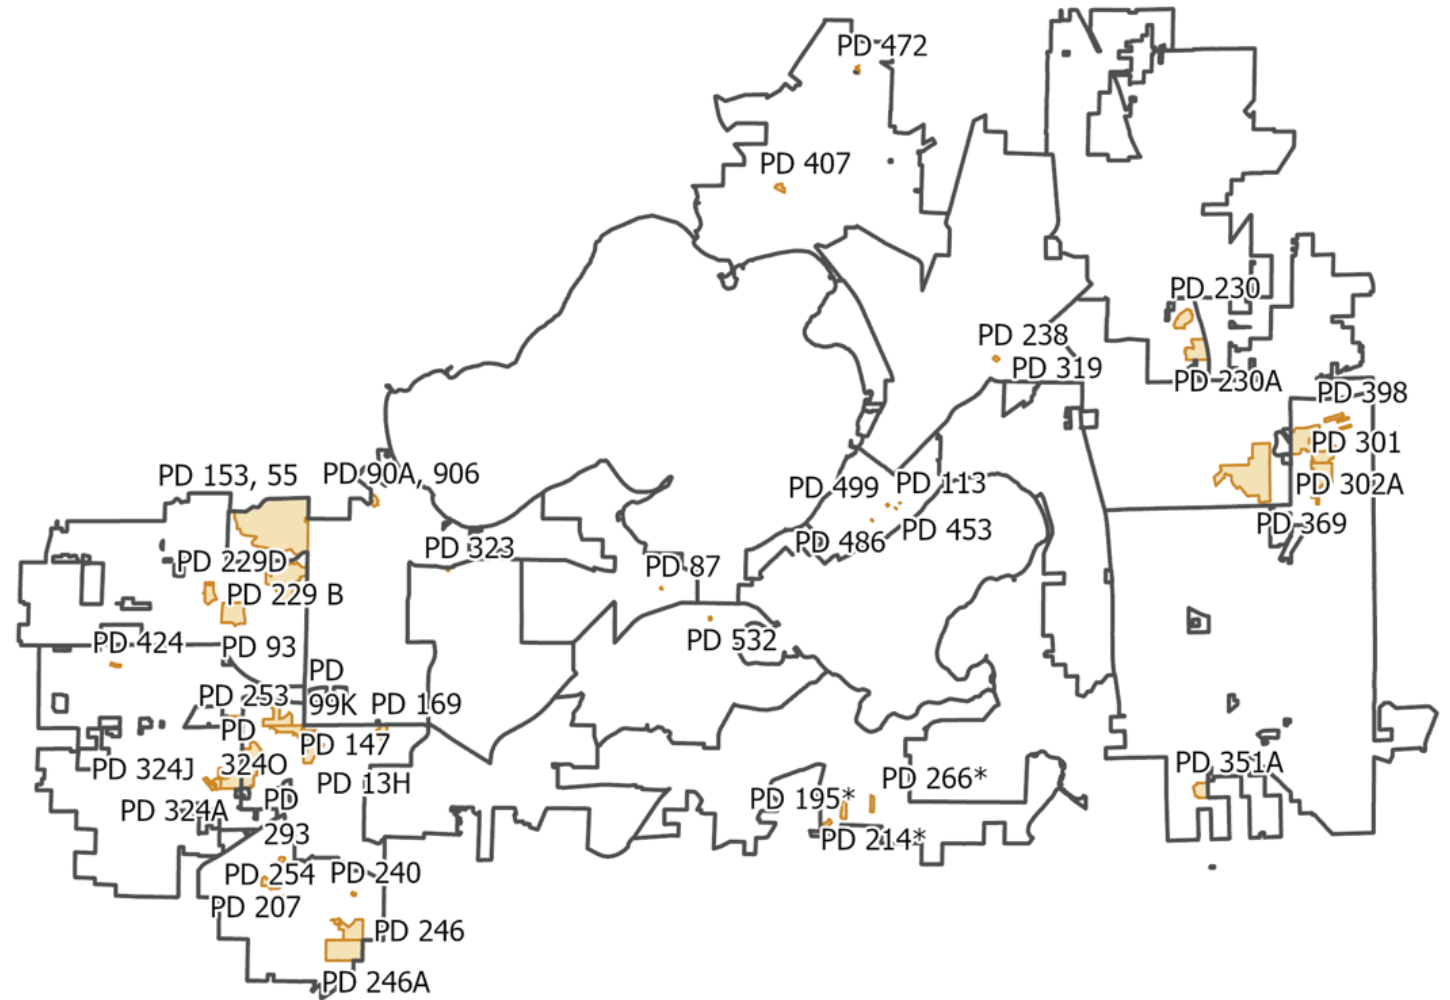 PD 472
PD 407
PD 230
PD 238
PD 319
PD 230A
PD 398
PD 301
PD 302A
PD 369
PD 153, 55
PD 90A, 906
PD 499
PD 113
PD 486
PD 453
PD 323
PD 229D
PD 229 B
PD 87
PD 532
PD 424
PD 93
PD
99K
PD 253
PD 169
PD
324O
PD 147
PD 324J
PD 13H
PD 324A
PD
293
PD 195*
PD 266*
PD 214*
PD 351A
PD 254
PD 240
PD 207
PD 246
PD 246A